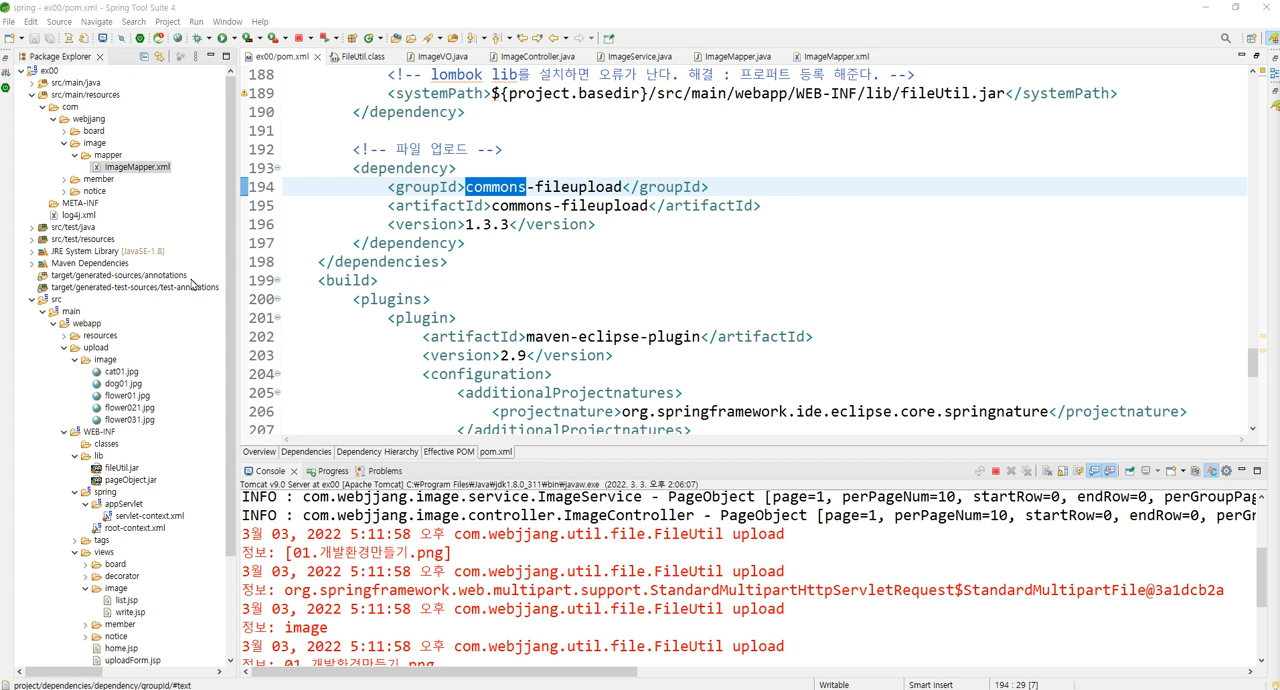 spring - ex00/pom.xml - Spring Tool Suite 4
File Edit Source Navigate Search Project Run Window Help
Package Explorer
ex00/pom.xml
FileUtil.class
ImageVO.java
ImageController.java
ImageService.java
ImageMapper.java
ImageMapper.xml
ex00
src/main/java
src/main/resources
com
webjjang
board
image
mapper
ImageMapper.xml
member
notice
META-INF
log4j.xml
src/test/java
src/test/resources
JRE System Library [JavaSE-1.8]
Maven Dependencies
target/generated-sources/annotations
target/generated-test-sources/test-annotations
src
main
webapp
resources
upload
image
cat01.jpg
dog01.jpg
flower01.jpg
flower021.jpg
flower031.jpg
WEB-INF
classes
lib
fileUtil.jar
pageObject.jar
spring
appServlet
servlet-context.xml
root-context.xml
tags
views
board
decorator
image
list.jsp
write.jsp
member
notice
home.jsp
uploadForm.jsp
188 <!-- lombok lib를 설치하면 오류가 난다. 해결 : 프로퍼트 등록 해준다. -->
189 <systemPath>${project.basedir}/src/main/webapp/WEB-INF/lib/fileUtil.jar</systemPath>
190 </dependency>
191
192 <!-- 파일 업로드 -->
193 <dependency>
194 <groupId>commons-fileupload</groupId>
195 <artifactId>commons-fileupload</artifactId>
196 <version>1.3.3</version>
197 </dependency>
198 </dependencies>
199 <build>
200 <plugins>
201 <plugin>
202 <artifactId>maven-eclipse-plugin</artifactId>
203 <version>2.9</version>
204 <configuration>
205 <additionalProjectnatures>
206 <projectnature>org.springframework.ide.eclipse.core.springnature</projectnature>
207 </additionalProjectnatures>
Overview Dependencies Dependency Hierarchy Effective POM pom.xml
Console Progress Problems
Tomcat v9.0 Server at ex00 [Apache Tomcat] C:\Program Files\Java\jdk1.8.0_311\bin\javaw.exe (2022. 3. 3. 오후 2:06:07)
INFO : com.webjjang.image.service.ImageService - PageObject [page=1, perPageNum=10, startRow=0, endRow=0, perGroupPag
INFO : com.webjjang.image.controller.ImageController - PageObject [page=1, perPageNum=10, startRow=0, endRow=0, perGr
3월 03, 2022 5:11:58 오후 com.webjjang.util.file.FileUtil upload
정보: [01.개발환경만들기.png]
3월 03, 2022 5:11:58 오후 com.webjjang.util.file.FileUtil upload
정보: org.springframework.web.multipart.support.StandardMultipartHttpServletRequest$StandardMultipartFile@3a1dcb2a
3월 03, 2022 5:11:58 오후 com.webjjang.util.file.FileUtil upload
정보: image
3월 03, 2022 5:11:58 오후 com.webjjang.util.file.FileUtil upload
정보: 01.개발환경만들기.png
project/dependencies/dependency/groupId/#text
Writable
Smart Insert
194 : 29 [7]